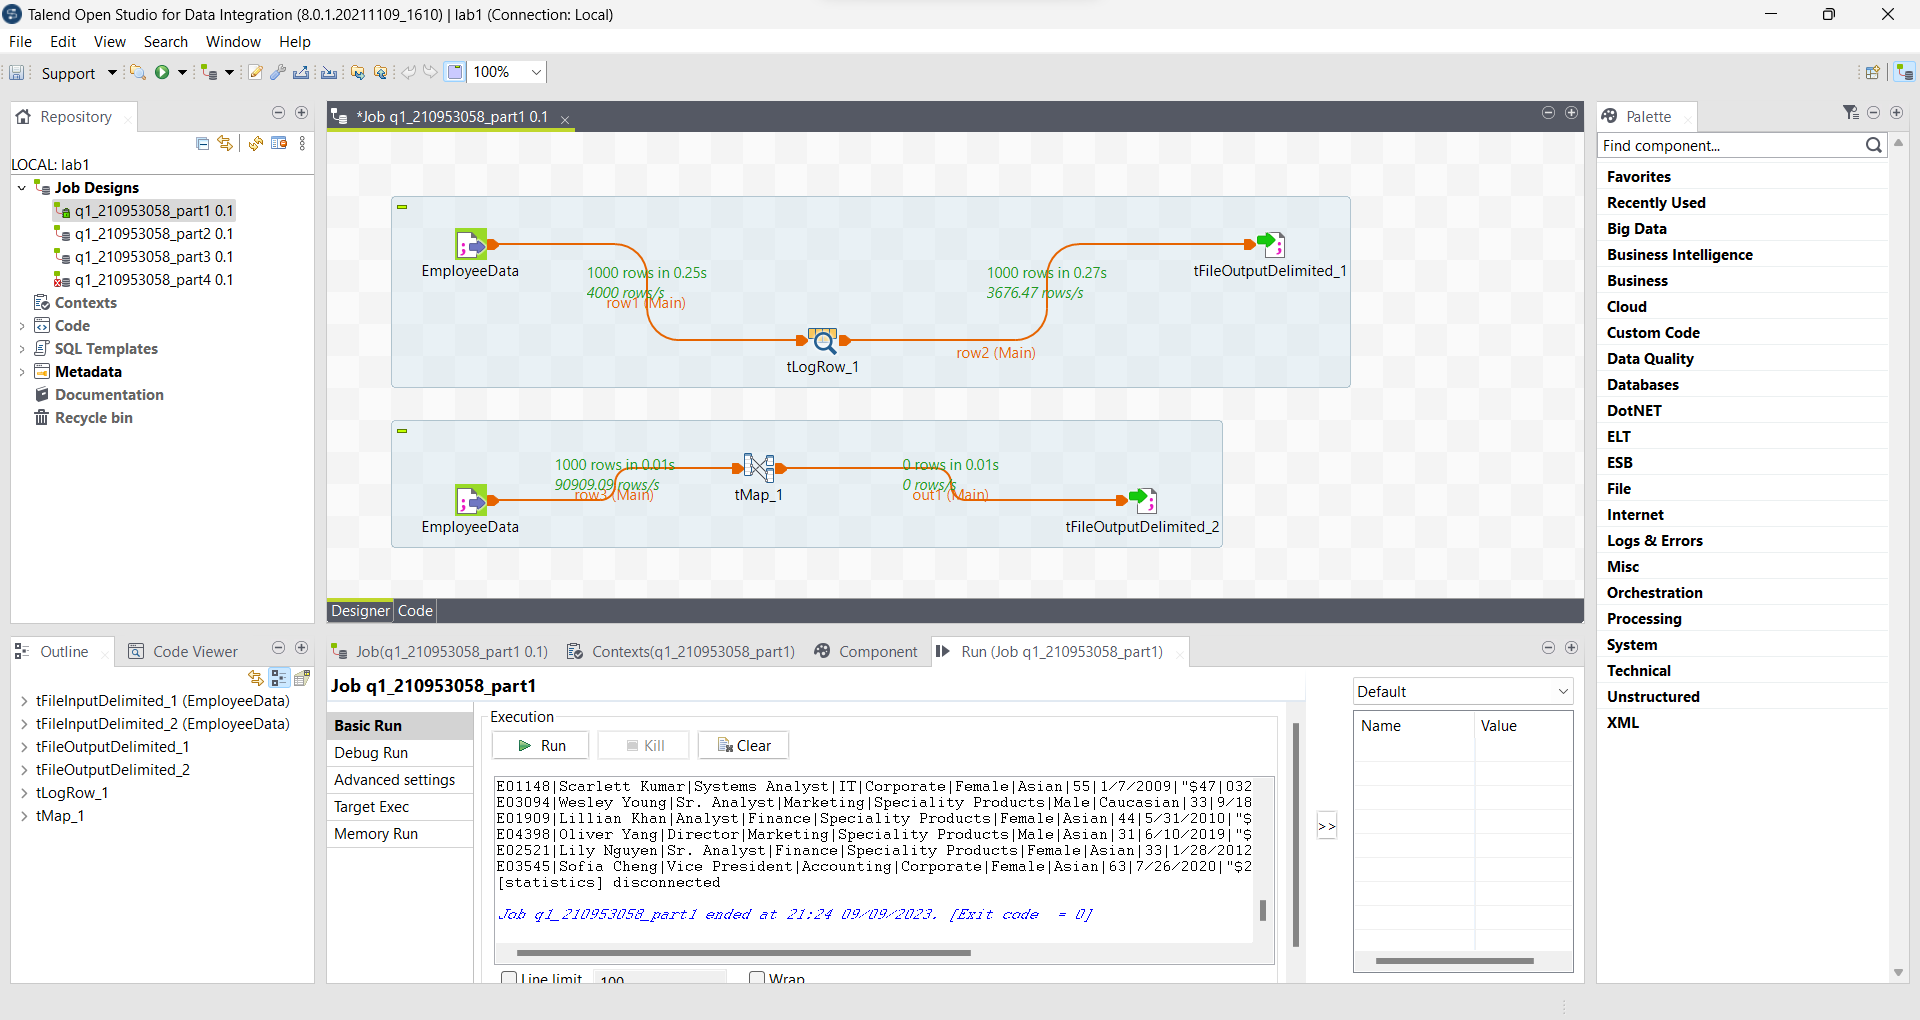 Talend Open Studio for Data Integration (8.0.1.20211109_1610) | lab1 (Connection: Local)
File Edit View Search Window Help
Support 100%
Repository
LOCAL: lab1
Job Designs
q1_210953058_part1 0.1
q1_210953058_part2 0.1
q1_210953058_part3 0.1
q1_210953058_part4 0.1
Contexts
Code
SQL Templates
Metadata
Documentation
Recycle bin
*Job q1_210953058_part1 0.1
EmployeeData
1000 rows in 0.25s
4000 rows/s
row1 (Main)
tLogRow_1
1000 rows in 0.27s
3676.47 rows/s
row2 (Main)
tFileOutputDelimited_1
EmployeeData
1000 rows in 0.01s
90909.09 rows/s
row3 (Main)
tMap_1
0 rows in 0.01s
0 rows/s
out1 (Main)
tFileOutputDelimited_2
Designer Code
Palette
Find component...
Favorites
Recently Used
Big Data
Business Intelligence
Business
Cloud
Custom Code
Data Quality
Databases
DotNET
ELT
ESB
File
Internet
Logs & Errors
Misc
Orchestration
Processing
System
Technical
Unstructured
XML
Outline Code Viewer
tFileInputDelimited_1 (EmployeeData)
tFileInputDelimited_2 (EmployeeData)
tFileOutputDelimited_1
tFileOutputDelimited_2
tLogRow_1
tMap_1
Job(q1_210953058_part1 0.1) Contexts(q1_210953058_part1) Component Run (Job q1_210953058_part1)
Job q1_210953058_part1
Basic Run
Debug Run
Advanced settings
Target Exec
Memory Run
Execution
Run Kill Clear
E01148|Scarlett Kumar|Systems Analyst|IT|Corporate|Female|Asian|55|1/7/2009|"$47|032
E03094|Wesley Young|Sr. Analyst|Marketing|Speciality Products|Male|Caucasian|33|9/18
E01909|Lillian Khan|Analyst|Finance|Speciality Products|Female|Asian|44|5/31/2010|"$
E04398|Oliver Yang|Director|Marketing|Speciality Products|Male|Asian|31|6/10/2019|"$
E02521|Lily Nguyen|Sr. Analyst|Finance|Speciality Products|Female|Asian|33|1/28/2012
E03545|Sofia Cheng|Vice President|Accounting|Corporate|Female|Asian|63|7/26/2020|"$2
[statistics] disconnected
Job q1_210953058_part1 ended at 21:24 09/09/2023. [Exit code = 0]
Line limit 100 Wrap
>>
Default
Name Value